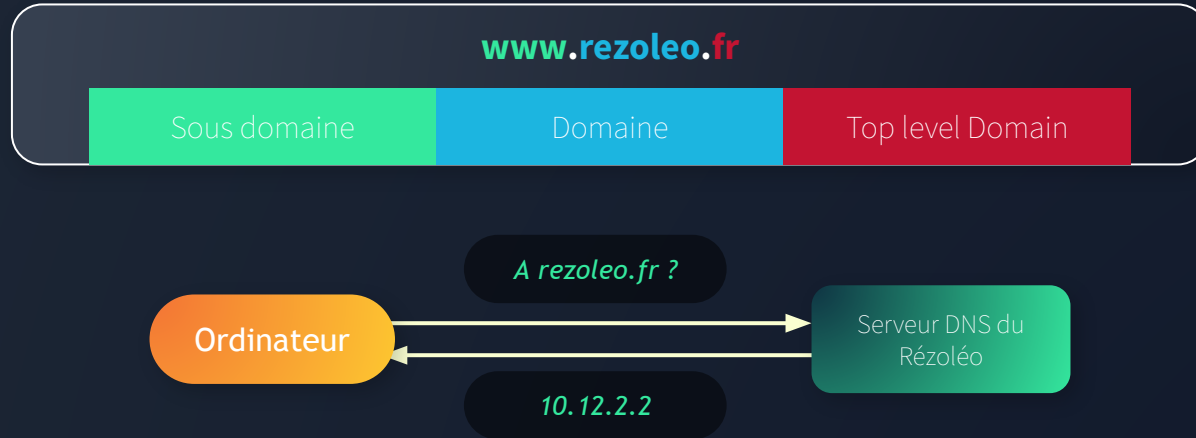 www.rezoleo.fr
Sous domaine
Domaine
Top level Domain
A rezoleo.fr ?
Ordinateur
Serveur DNS du
Rézoléo
10.12.2.2